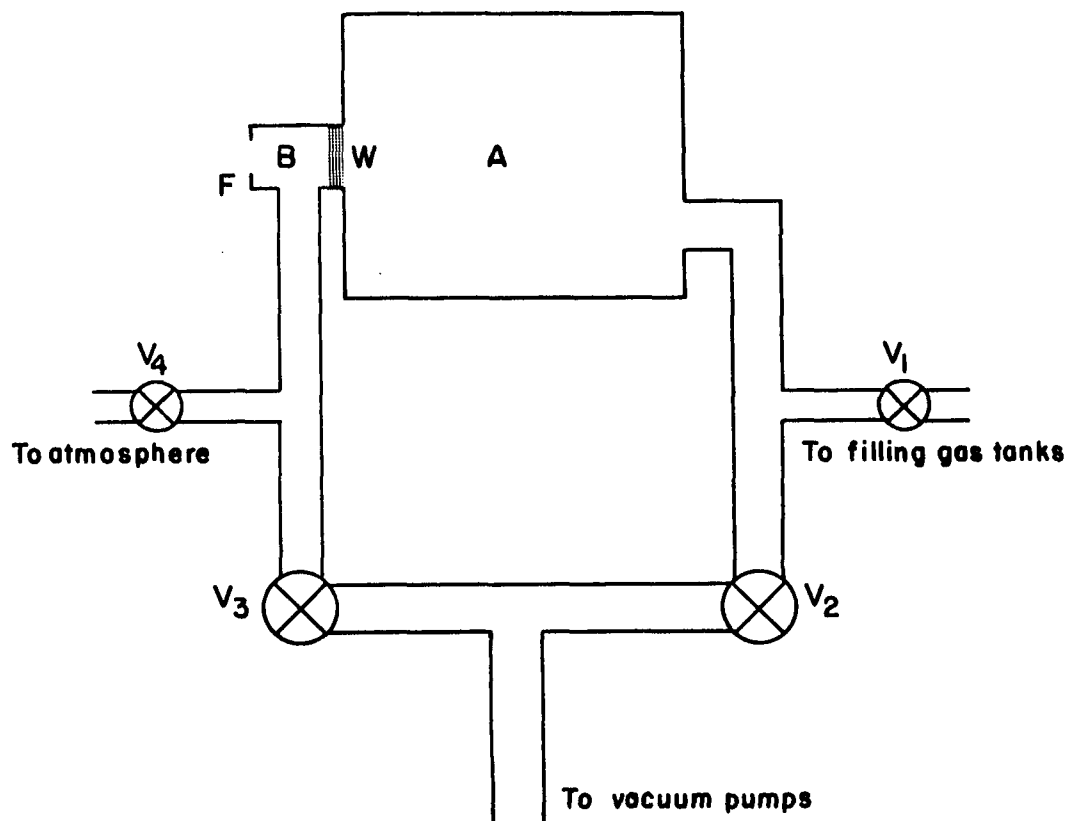 B
W
A
F
V4
V1
To atmosphere
To filling gas tanks
V3
V2
To vacuum pumps